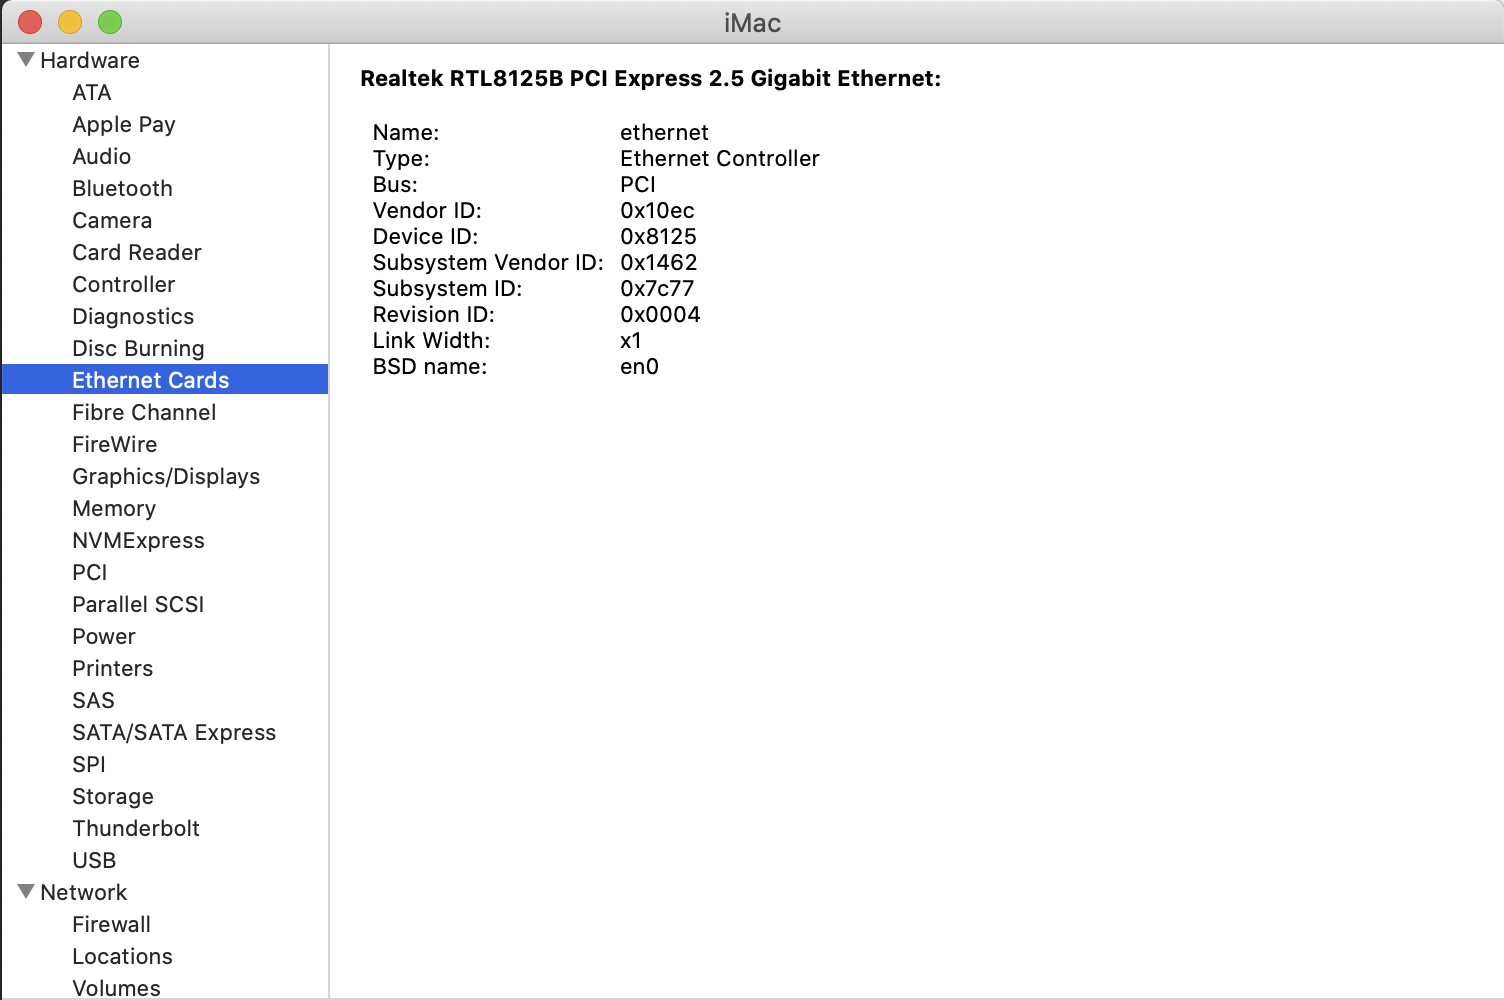 iMac
Hardware
ATA
Apple Pay
Audio
Bluetooth
Camera
Card Reader
Controller
Diagnostics
Disc Burning
Ethernet Cards
Fibre Channel
FireWire
Graphics/Displays
Memory
NVMExpress
PCI
Parallel SCSI
Power
Printers
SAS
SATA/SATA Express
SPI
Storage
Thunderbolt
USB
Network
Firewall
Locations
Volumes
Realtek RTL8125B PCI Express 2.5 Gigabit Ethernet:
Name: ethernet
Type: Ethernet Controller
Bus: PCI
Vendor ID: 0x10ec
Device ID: 0x8125
Subsystem Vendor ID: 0x1462
Subsystem ID: 0x7c77
Revision ID: 0x0004
Link Width: x1
BSD name: en0